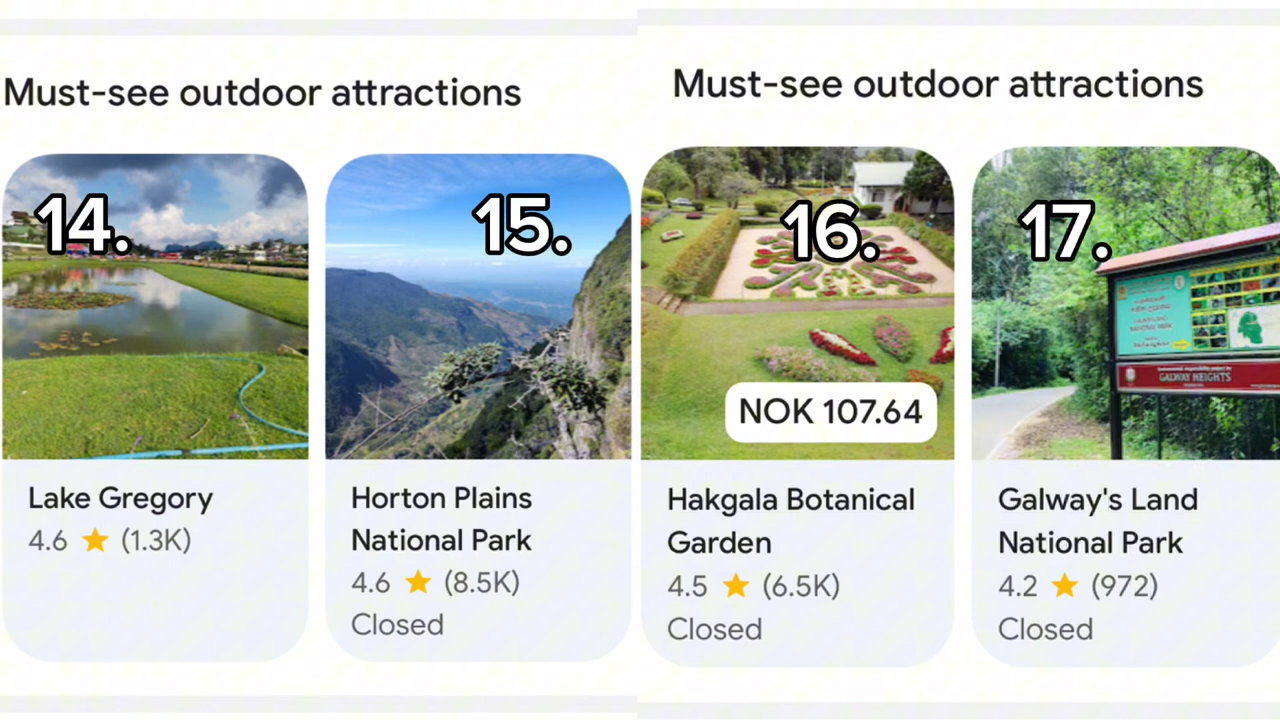 Must-see outdoor attractions
14.
15.
Lake Gregory
4.6 ★ (1.3K)
Horton Plains
National Park
4.6 ★ (8.5K)
Closed
Must-see outdoor attractions
16.
17.
NOK 107.64
GALWAY HEIGHTS
Hakgala Botanical
Garden
4.5 ★ (6.5K)
Closed
Galway's Land
National Park
4.2 ★ (972)
Closed